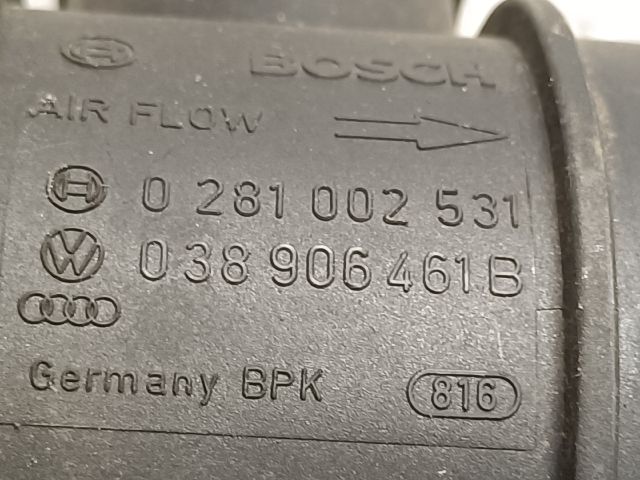 BOSCH
AIR FLOW
0 281 002 531
038 906 461 B
Germany BPK 816